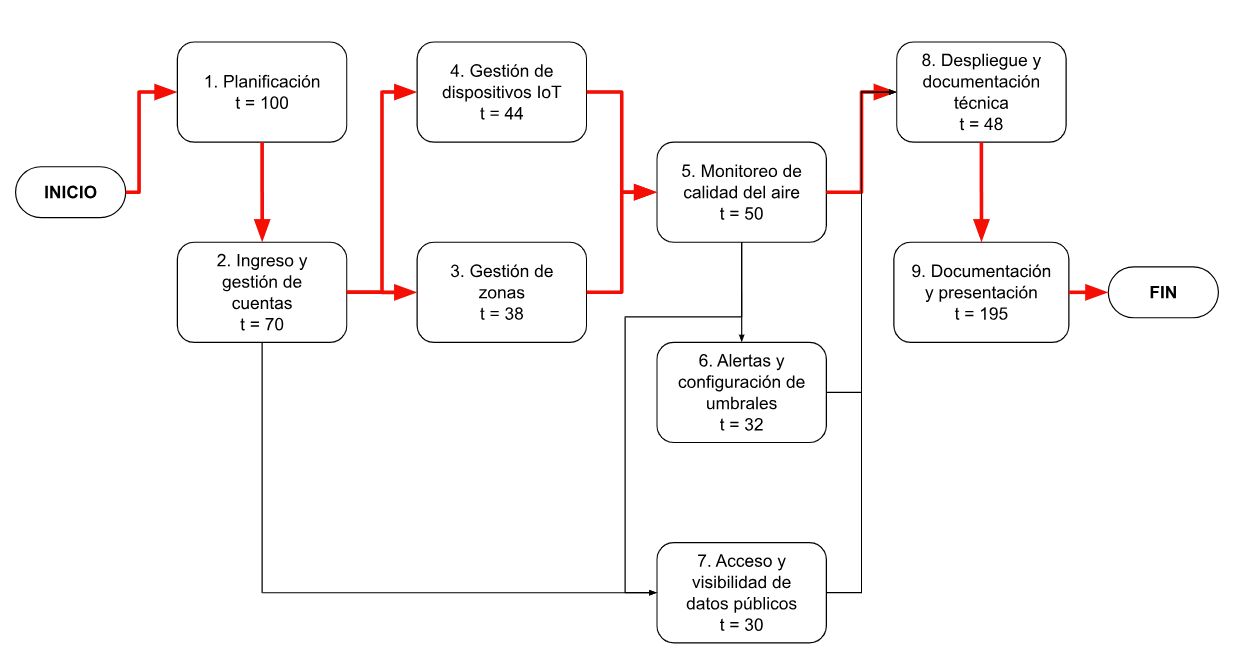 INICIO
1. Planificación
t = 100
2. Ingreso y
gestión de
cuentas
t = 70
4. Gestión de
dispositivos IoT
t = 44
3. Gestión de
zonas
t = 38
5. Monitoreo de
calidad del aire
t = 50
6. Alertas y
configuración de
umbrales
t = 32
7. Acceso y
visibilidad de
datos públicos
t = 30
8. Despliegue y
documentación
técnica
t = 48
9. Documentación
y presentación
t = 195
FIN